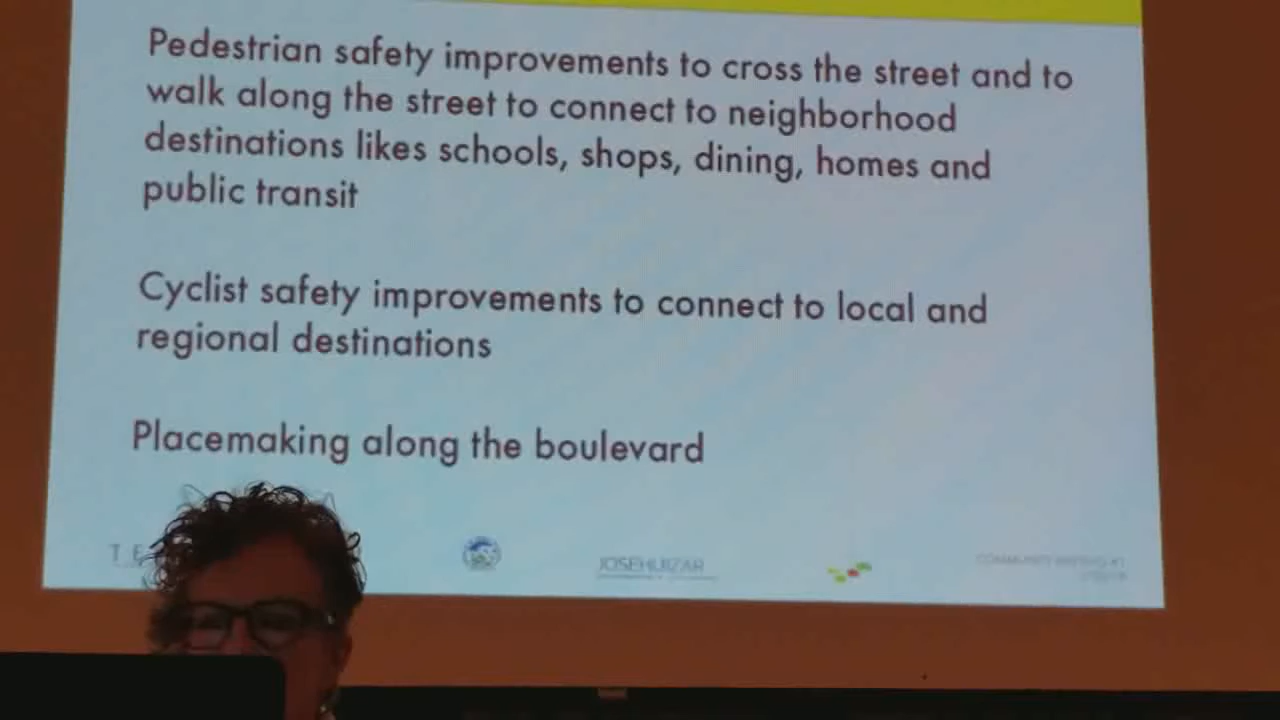 Pedestrian safety improvements to cross the street and to
walk along the street to connect to neighborhood
destinations likes schools, shops, dining, homes and
public transit
Cyclist safety improvements to connect to local and
regional destinations
Placemaking along the boulevard
JOSEHUIZAR